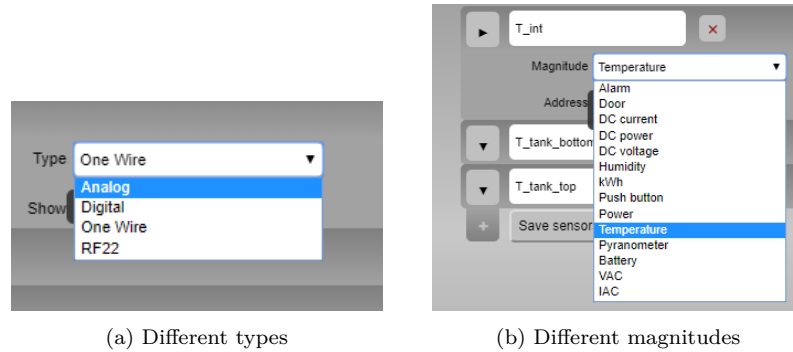 Type One Wire ▼
Analog
Show
Digital
One Wire
RF22
(a) Different types
► T_int ×
Magnitude Temperature ▼
Alarm
Door
Address
DC current
DC power
DC voltage
▼ T_tank_bottom
Humidity
kWh
▼ T_tank_top
Push button
Power
+ Save sensor
Temperature
Pyranometer
Battery
VAC
IAC
(b) Different magnitudes